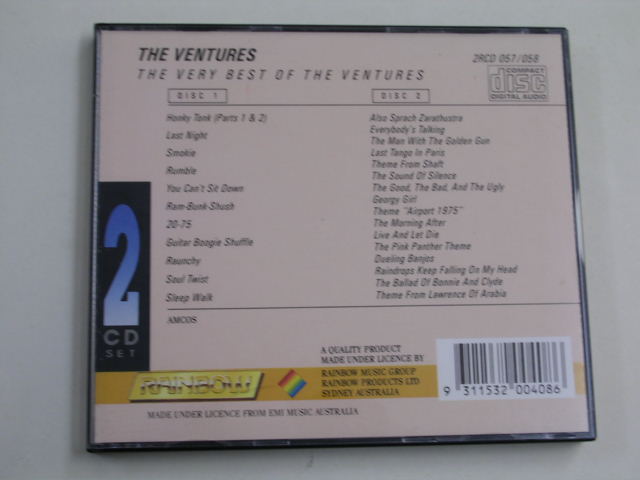 THE VENTURES
2RCD 057/058
THE VERY BEST OF THE VENTURES
COMPACT
disc
DIGITAL AUDIO
DISC 1
Honky Tonk (Parts 1 & 2)
Last Night
Smokie
Rumble
You Can't Sit Down
Ram-Bunk-Shush
20-75
Guitar Boogie Shuffle
Raunchy
Soul Twist
Sleep Walk
DISC 2
Also Sprach Zarathustra
Everybody's Talking
The Man With The Golden Gun
Last Tango In Paris
Theme From Shaft
The Sound Of Silence
The Good, The Bad, And The Ugly
Georgy Girl
Theme "Airport 1975"
The Morning After
Live And Let Die
The Pink Panther Theme
Dueling Banjos
Raindrops Keep Falling On My Head
The Ballad Of Bonnie And Clyde
Theme From Lawrence Of Arabia
2
CD
SET
AMCOS
A QUALITY PRODUCT
MADE UNDER LICENCE BY
RAINBOW
RAINBOW MUSIC GROUP
RAINBOW PRODUCTS LTD
SYDNEY AUSTRALIA
9 311532 004086
MADE UNDER LICENCE FROM EMI MUSIC AUSTRALIA